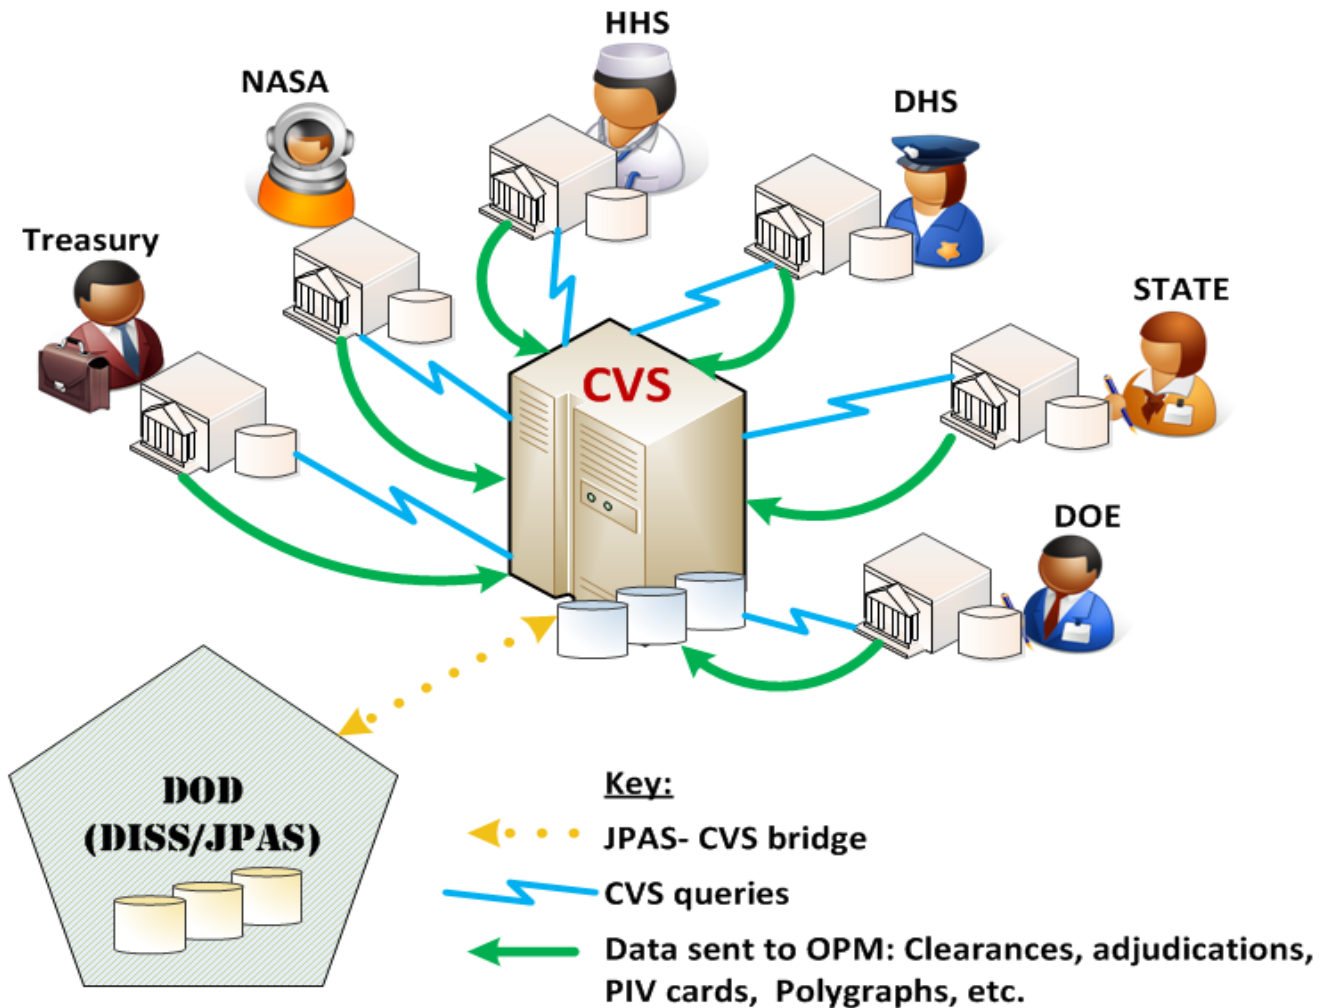 HHS
NASA
DHS
Treasury
STATE
CVS
DOE
DOD
(DISS/JPAS)
Key:
JPAS- CVS bridge
CVS queries
Data sent to OPM: Clearances, adjudications,
PIV cards, Polygraphs, etc.